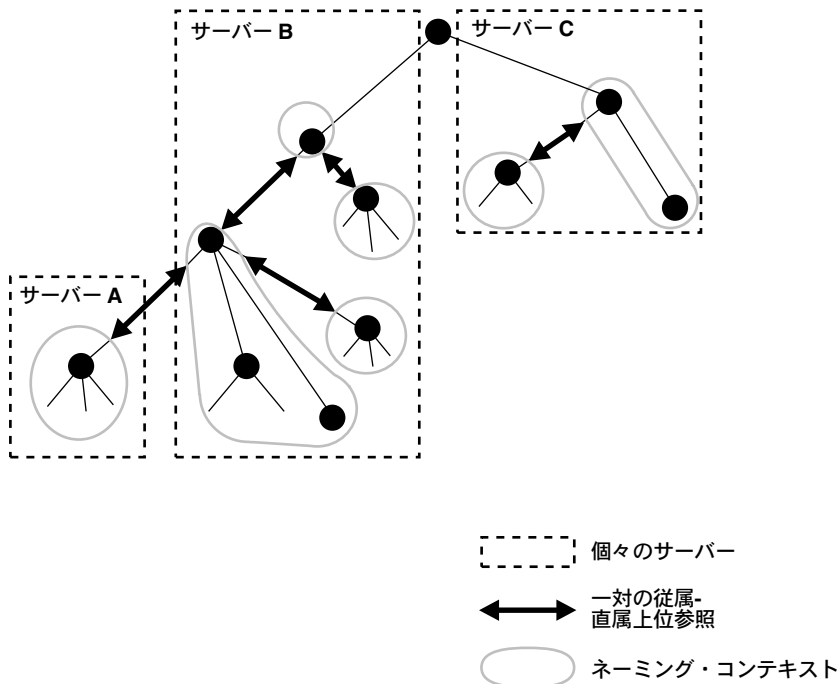 サーバー B
サーバー C
サーバー A
個々のサーバー
一対の従属-
直属上位参照
ネーミング・コンテキスト